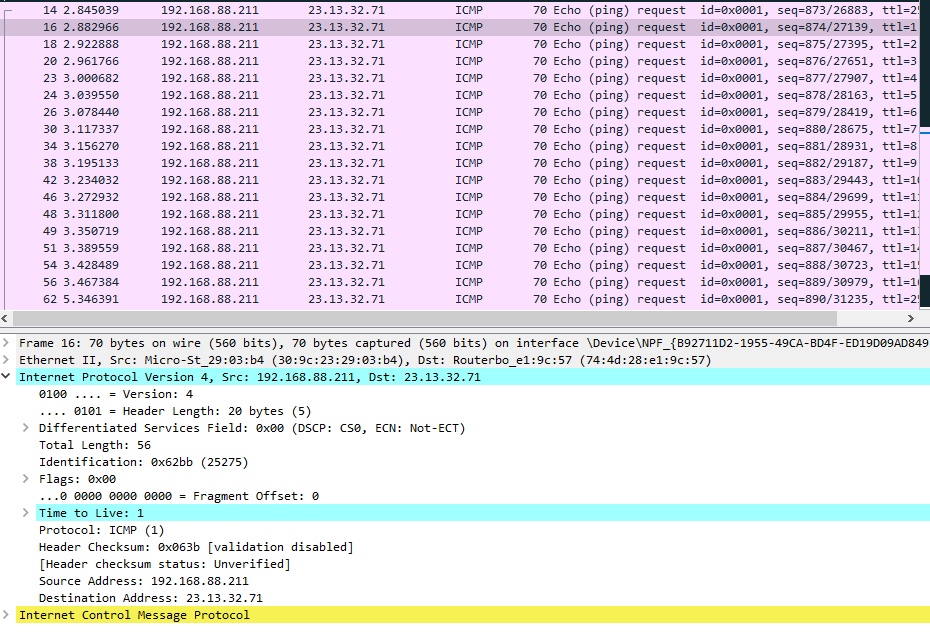 14 2.845039 192.168.88.211 23.13.32.71 ICMP 70 Echo (ping) request id=0x0001, seq=873/26883, ttl=25
16 2.882966 192.168.88.211 23.13.32.71 ICMP 70 Echo (ping) request id=0x0001, seq=874/27139, ttl=1
18 2.922888 192.168.88.211 23.13.32.71 ICMP 70 Echo (ping) request id=0x0001, seq=875/27395, ttl=2
20 2.961766 192.168.88.211 23.13.32.71 ICMP 70 Echo (ping) request id=0x0001, seq=876/27651, ttl=3
23 3.000682 192.168.88.211 23.13.32.71 ICMP 70 Echo (ping) request id=0x0001, seq=877/27907, ttl=4
24 3.039550 192.168.88.211 23.13.32.71 ICMP 70 Echo (ping) request id=0x0001, seq=878/28163, ttl=5
26 3.078440 192.168.88.211 23.13.32.71 ICMP 70 Echo (ping) request id=0x0001, seq=879/28419, ttl=6
30 3.117337 192.168.88.211 23.13.32.71 ICMP 70 Echo (ping) request id=0x0001, seq=880/28675, ttl=7
34 3.156270 192.168.88.211 23.13.32.71 ICMP 70 Echo (ping) request id=0x0001, seq=881/28931, ttl=8
38 3.195133 192.168.88.211 23.13.32.71 ICMP 70 Echo (ping) request id=0x0001, seq=882/29187, ttl=9
42 3.234032 192.168.88.211 23.13.32.71 ICMP 70 Echo (ping) request id=0x0001, seq=883/29443, ttl=10
46 3.272932 192.168.88.211 23.13.32.71 ICMP 70 Echo (ping) request id=0x0001, seq=884/29699, ttl=11
48 3.311800 192.168.88.211 23.13.32.71 ICMP 70 Echo (ping) request id=0x0001, seq=885/29955, ttl=12
49 3.350719 192.168.88.211 23.13.32.71 ICMP 70 Echo (ping) request id=0x0001, seq=886/30211, ttl=13
51 3.389559 192.168.88.211 23.13.32.71 ICMP 70 Echo (ping) request id=0x0001, seq=887/30467, ttl=14
54 3.428489 192.168.88.211 23.13.32.71 ICMP 70 Echo (ping) request id=0x0001, seq=888/30723, ttl=15
56 3.467384 192.168.88.211 23.13.32.71 ICMP 70 Echo (ping) request id=0x0001, seq=889/30979, ttl=16
62 5.346391 192.168.88.211 23.13.32.71 ICMP 70 Echo (ping) request id=0x0001, seq=890/31235, ttl=25
Frame 16: 70 bytes on wire (560 bits), 70 bytes captured (560 bits) on interface \Device\NPF_{B92711D2-1955-49CA-BD4F-ED19D09AD849
Ethernet II, Src: Micro-St_29:03:b4 (30:9c:23:29:03:b4), Dst: Routerbo_e1:9c:57 (74:4d:28:e1:9c:57)
Internet Protocol Version 4, Src: 192.168.88.211, Dst: 23.13.32.71
0100 .... = Version: 4
.... 0101 = Header Length: 20 bytes (5)
Differentiated Services Field: 0x00 (DSCP: CS0, ECN: Not-ECT)
Total Length: 56
Identification: 0x62bb (25275)
Flags: 0x00
...0 0000 0000 0000 = Fragment Offset: 0
Time to Live: 1
Protocol: ICMP (1)
Header Checksum: 0x063b [validation disabled]
[Header checksum status: Unverified]
Source Address: 192.168.88.211
Destination Address: 23.13.32.71
Internet Control Message Protocol